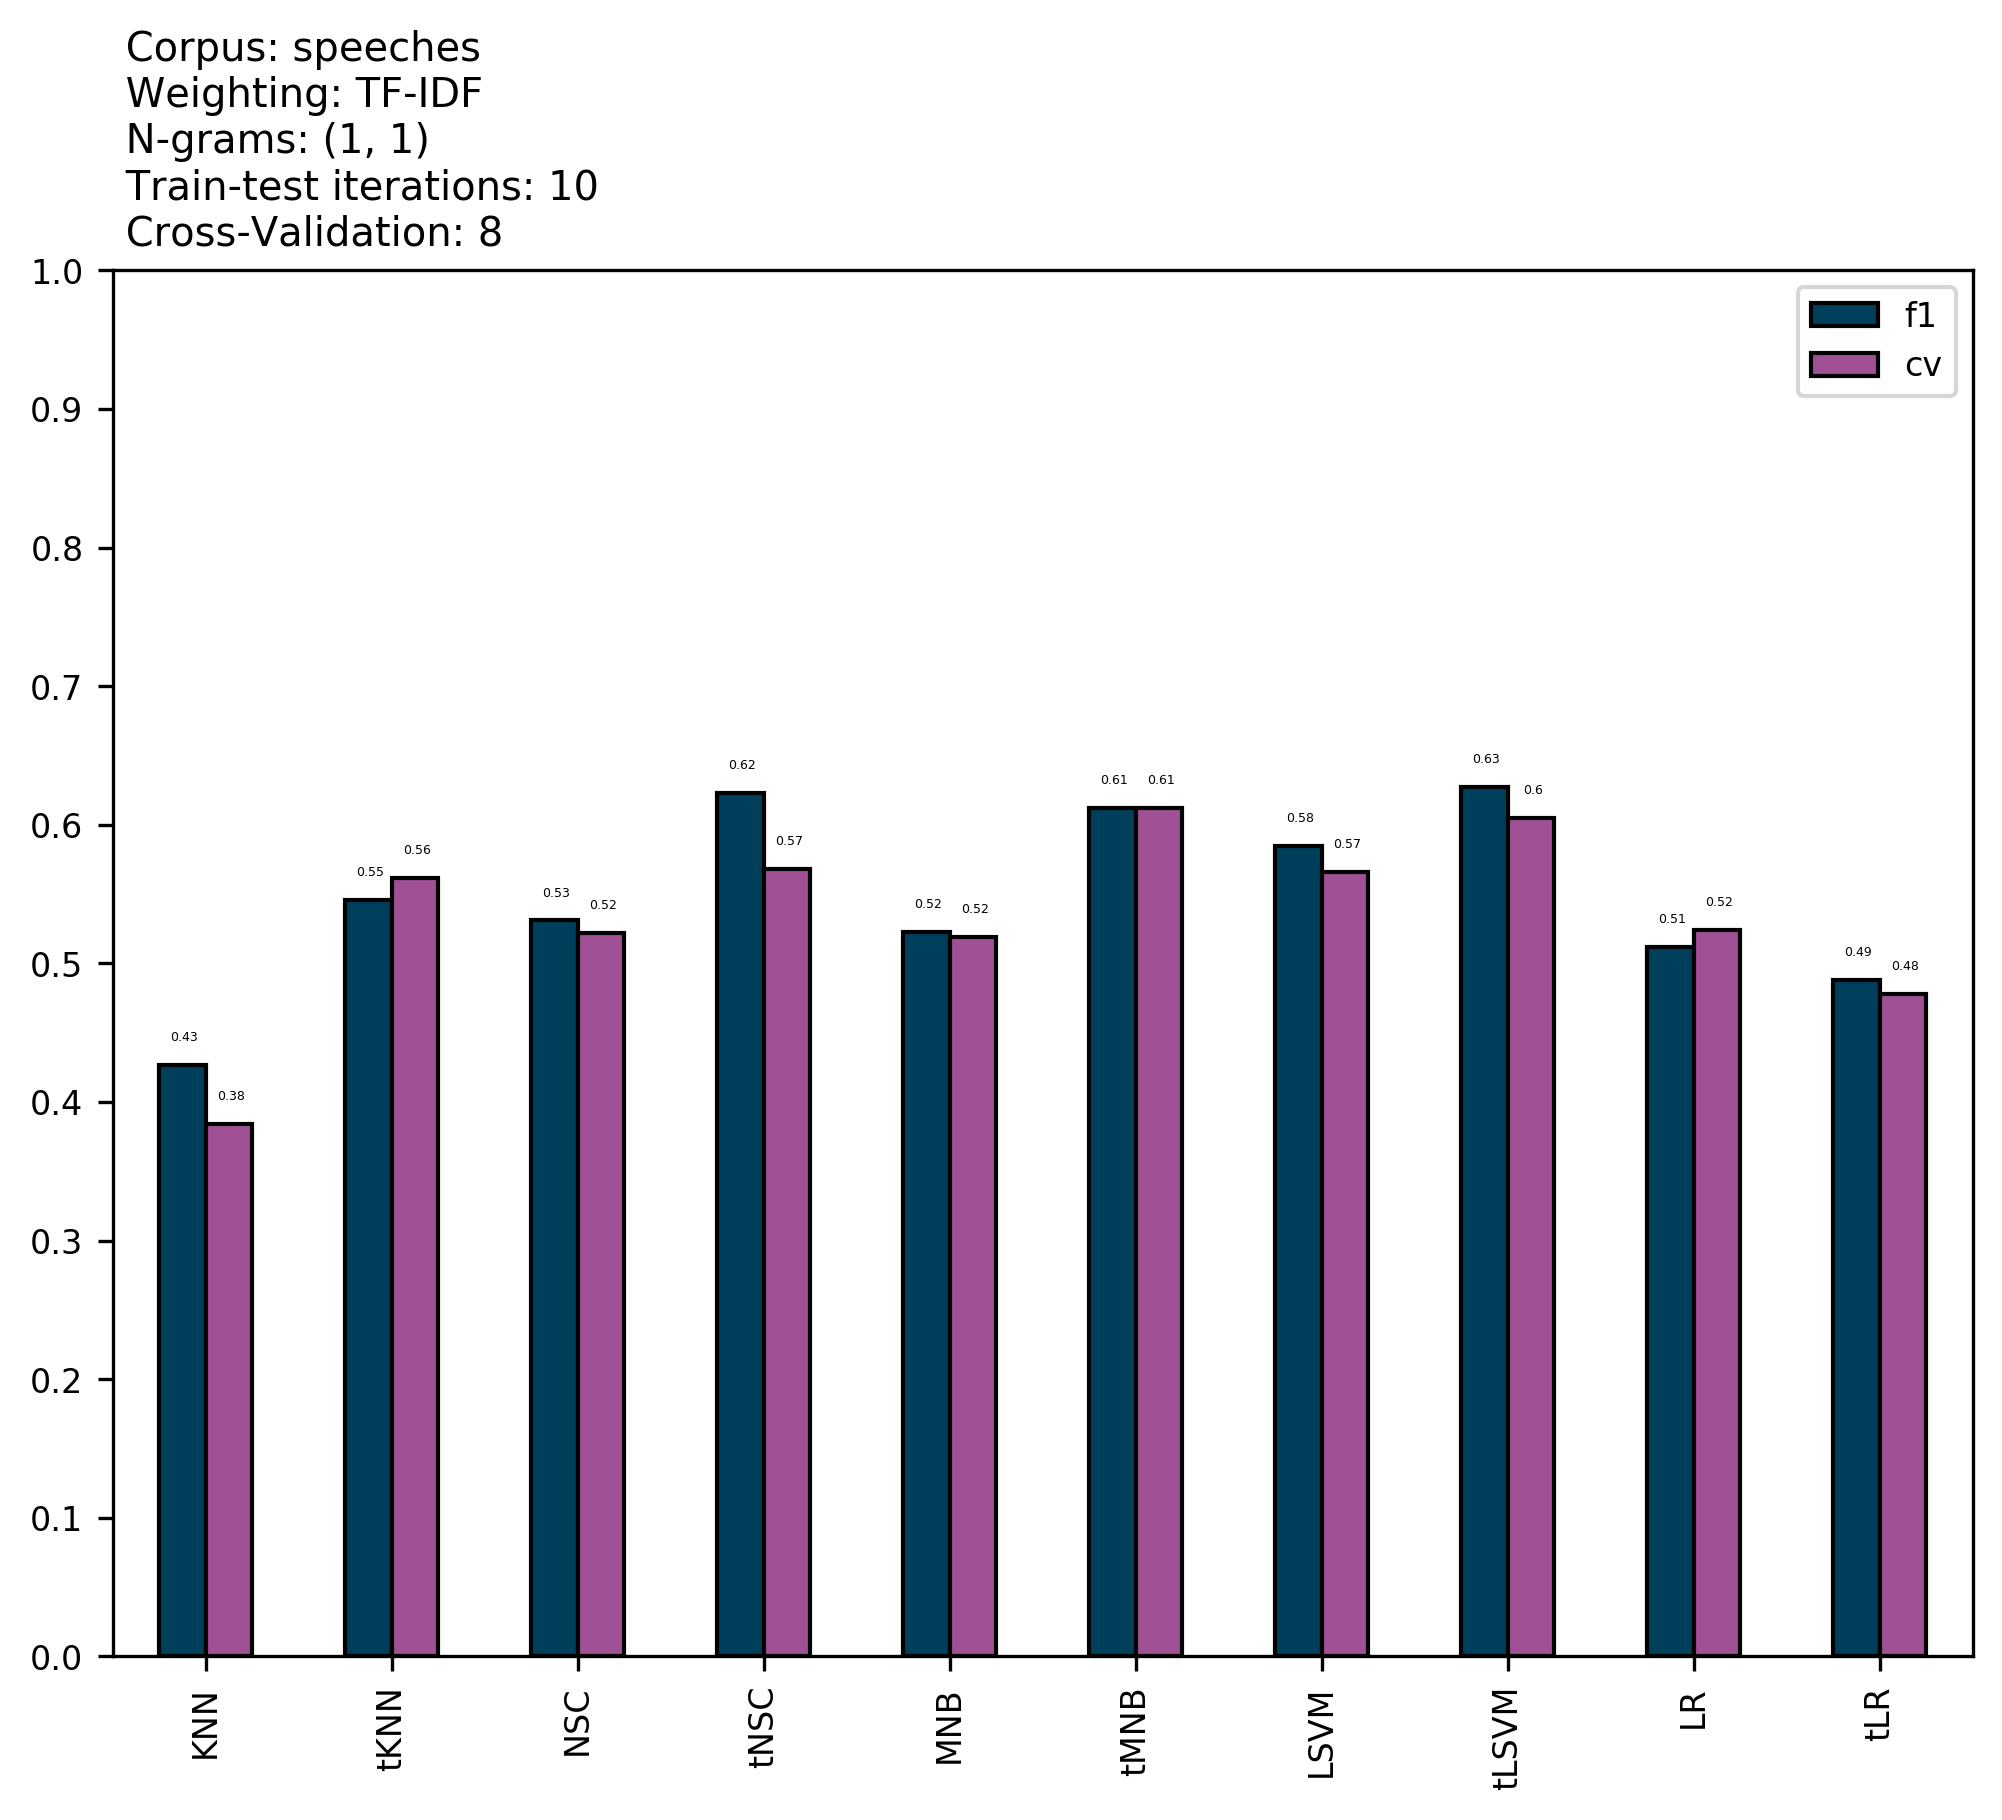 Corpus: speeches
Weighting: TF-IDF
N-grams: (1, 1)
Train-test iterations: 10
Cross-Validation: 8
1.0
f1
cv
0.9
0.8
0.7
0.6
0.5
0.4
0.3
0.2
0.1
0.0
0.43
0.38
0.55
0.56
0.53
0.52
0.62
0.57
0.52
0.52
0.61
0.61
0.58
0.57
0.63
0.6
0.51
0.52
0.49
0.48
KNN
tKNN
NSC
tNSC
MNB
tMNB
LSVM
tLSVM
LR
tLR